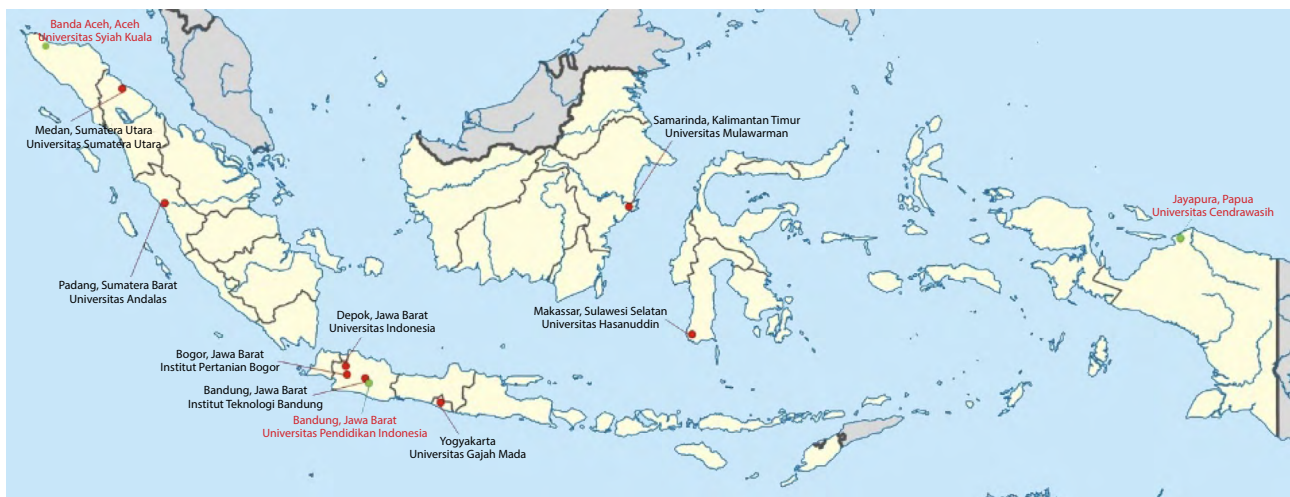 Banda Aceh, Aceh
Universitas Syiah Kuala
Medan, Sumatera Utara
Universitas Sumatera Utara
Samarinda, Kalimantan Timur
Universitas Mulawarman
Jayapura, Papua
Universitas Cendrawasih
Padang, Sumatera Barat
Universitas Andalas
Makassar, Sulawesi Selatan
Universitas Hasanuddin
Depok, Jawa Barat
Universitas Indonesia
Bogor, Jawa Barat
Institut Pertanian Bogor
Bandung, Jawa Barat
Institut Teknologi Bandung
Bandung, Jawa Barat
Universitas Pendidikan Indonesia
Yogyakarta
Universitas Gajah Mada